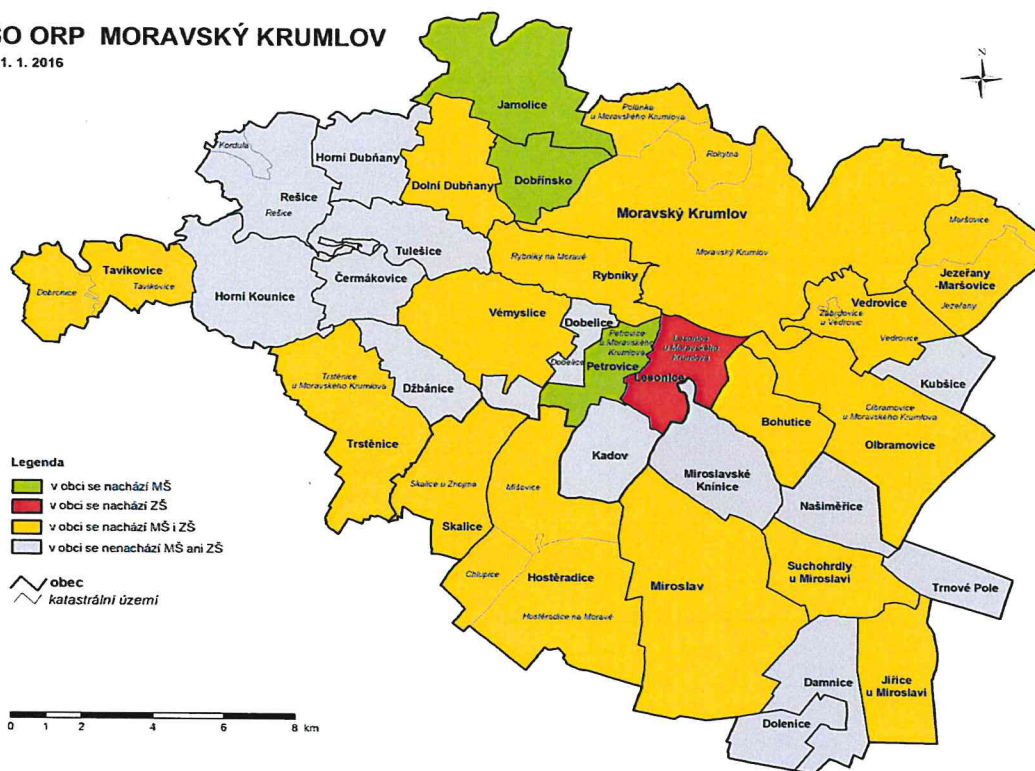 SO ORP MORAVSKÝ KRUMLOV
1. 1. 2016
Z
Jamolice
Polánka
u Moravského Krumlova
Rokytná
Kordula
Horní Dubňany
Dolní Dubňany
Dobřínsko
Rešice
Rešice
Moravský Krumlov
Moravský Krumlov
Maršovice
Jezeřany
-Maršovice
Jezeřany
Tulešice
Rybníky na Moravě
Rybníky
Tavíkovice
Dobronice
Tavíkovice
Čermákovice
Horní Kounice
Vedrovice
Zábrdovice
u Vedrovic
Vedrovice
Vémyslice
Dobelice
Dobelice
Petrovice
u Moravského
Krumlova
Petrovice
Lesonice
u Moravského
Krumlova
Lesonice
Kubšice
Trstěnice
u Moravského Krumlova
Trstěnice
Džbánice
Bohutice
Olbramovice
u Moravského Krumlova
Olbramovice
Kadov
Miroslavské
Knínice
Našiměřice
Skalice u Znojma
Skalice
Míšovice
Suchohrdly
u Miroslavi
Trnové Pole
Chlupice
Hostěradice
Hostěradice na Moravě
Miroslav
Damnice
Jiřice
u Miroslavi
Dolenice
Legenda
v obci se nachází MŠ
v obci se nachází ZŠ
v obci se nachází MŠ i ZŠ
v obci se nenachází MŠ ani ZŠ
obec
katastrální území
0 1 2 4 6 8 km